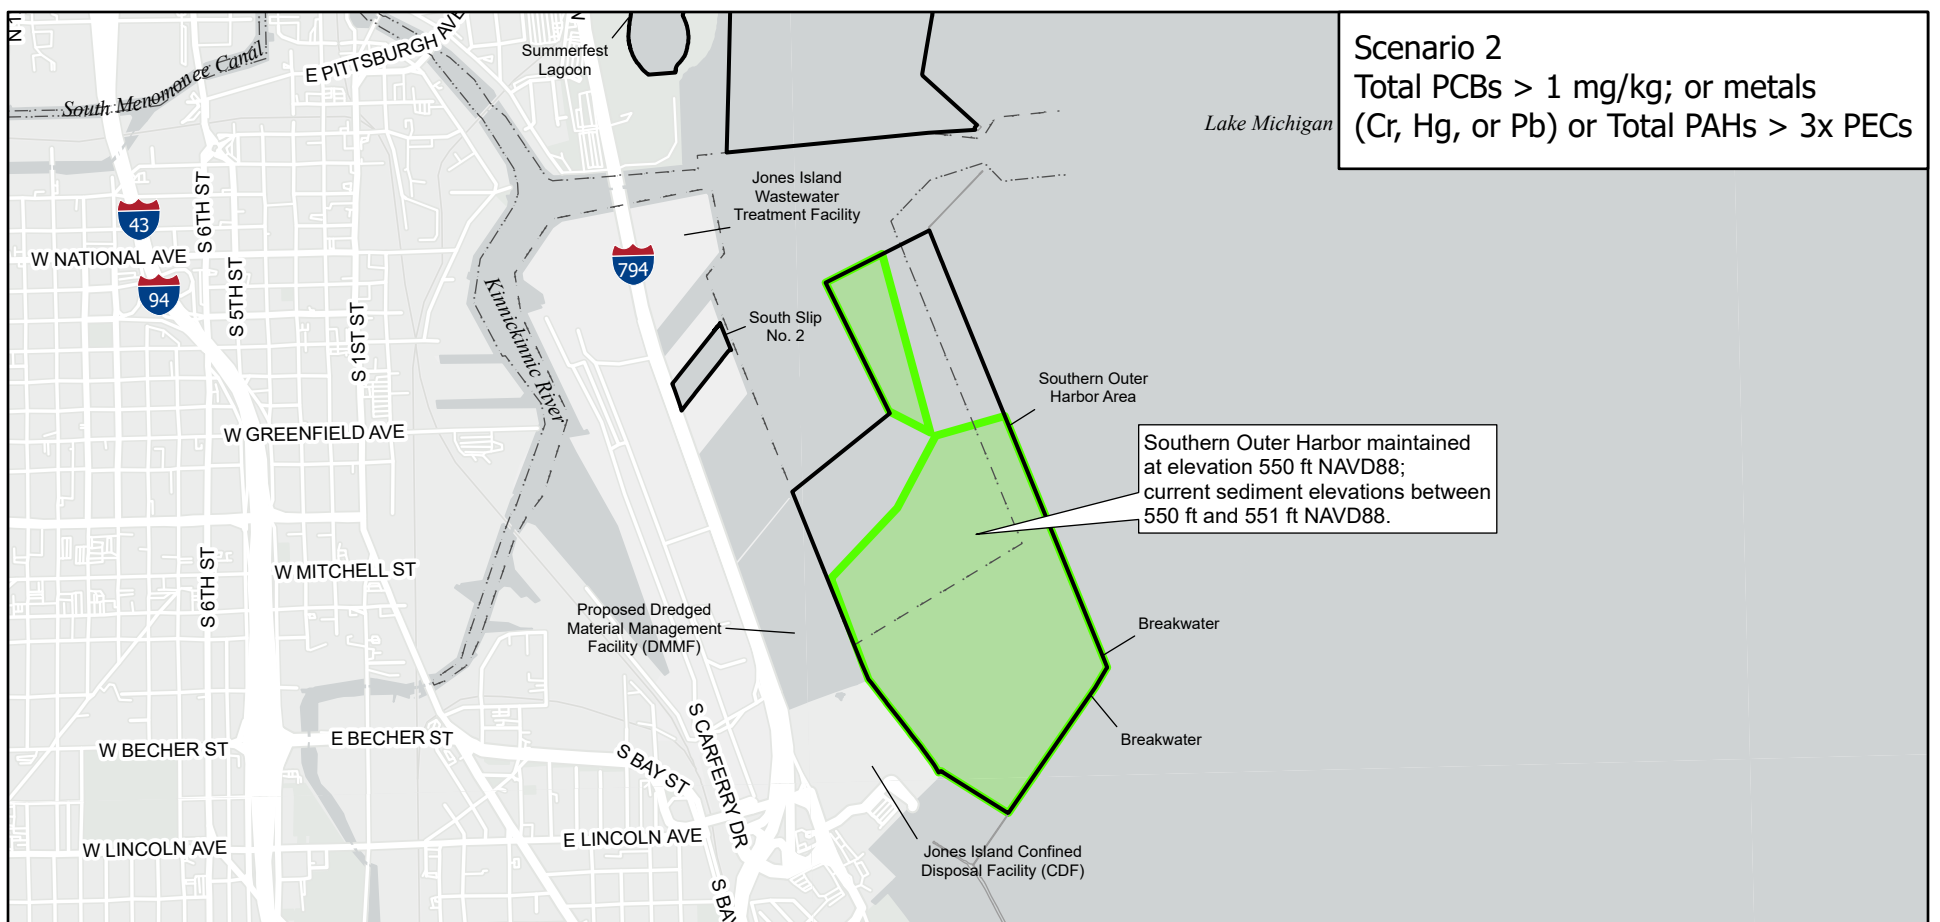 Scenario 2
Total PCBs > 1 mg/kg; or metals
(Cr, Hg, or Pb) or Total PAHs > 3x PECs
N 1
South Menomonee Canal
E PITTSBURGH AVE
N
Summerfest
Lagoon
Lake Michigan
Jones Island
Wastewater
Treatment Facility
43
S 6TH ST
W NATIONAL AVE
94
S 5TH ST
S 1ST ST
794
Kinnickinnic River
South Slip
No. 2
Southern Outer
Harbor Area
W GREENFIELD AVE
Southern Outer Harbor maintained
at elevation 550 ft NAVD88;
current sediment elevations between
550 ft and 551 ft NAVD88.
S 6TH ST
W MITCHELL ST
Proposed Dredged
Material Management
Facility (DMMF)
Breakwater
Breakwater
W BECHER ST
E BECHER ST
S BAY ST
S CARFERRY DR
W LINCOLN AVE
E LINCOLN AVE
Jones Island Confined
Disposal Facility (CDF)
S BAY